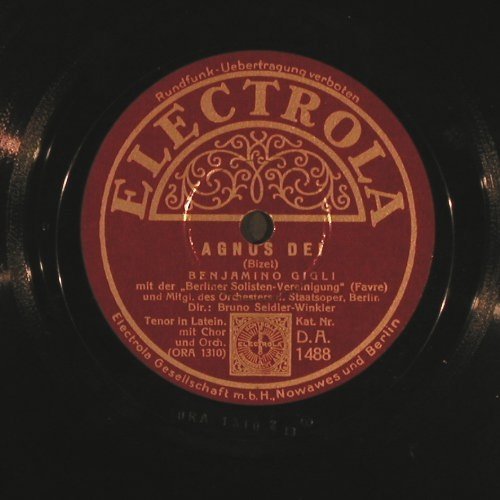 Rundfunk-Uebertragung verboten
ELECTROLA
AGNUS DEI
(Bizet)
BENJAMINO GIGLI
mit der „Berliner Solisten-Vereinigung“ (Favre)
und Mitgl. des Orchesters d. Staatsoper, Berlin.
Dir.: Bruno Seidler-Winkler
Tenor in Latein.
mit Chor
und Orch.
(ORA 1310)
ELECTROLA
Kat. Nr.
D.A.
1488
Electrola Gesellschaft m.b.H., Nowawes und Berlin